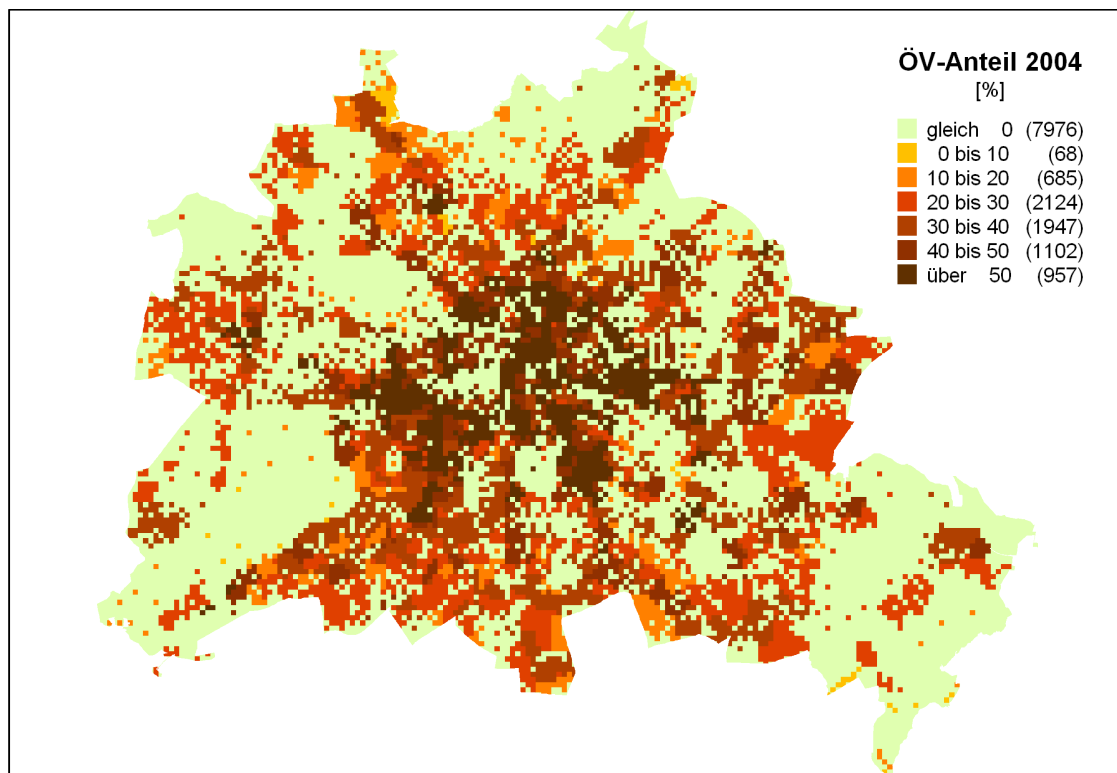 ÖV-Anteil 2004
[%]
gleich 0 (7976)
0 bis 10 (68)
10 bis 20 (685)
20 bis 30 (2124)
30 bis 40 (1947)
40 bis 50 (1102)
über 50 (957)